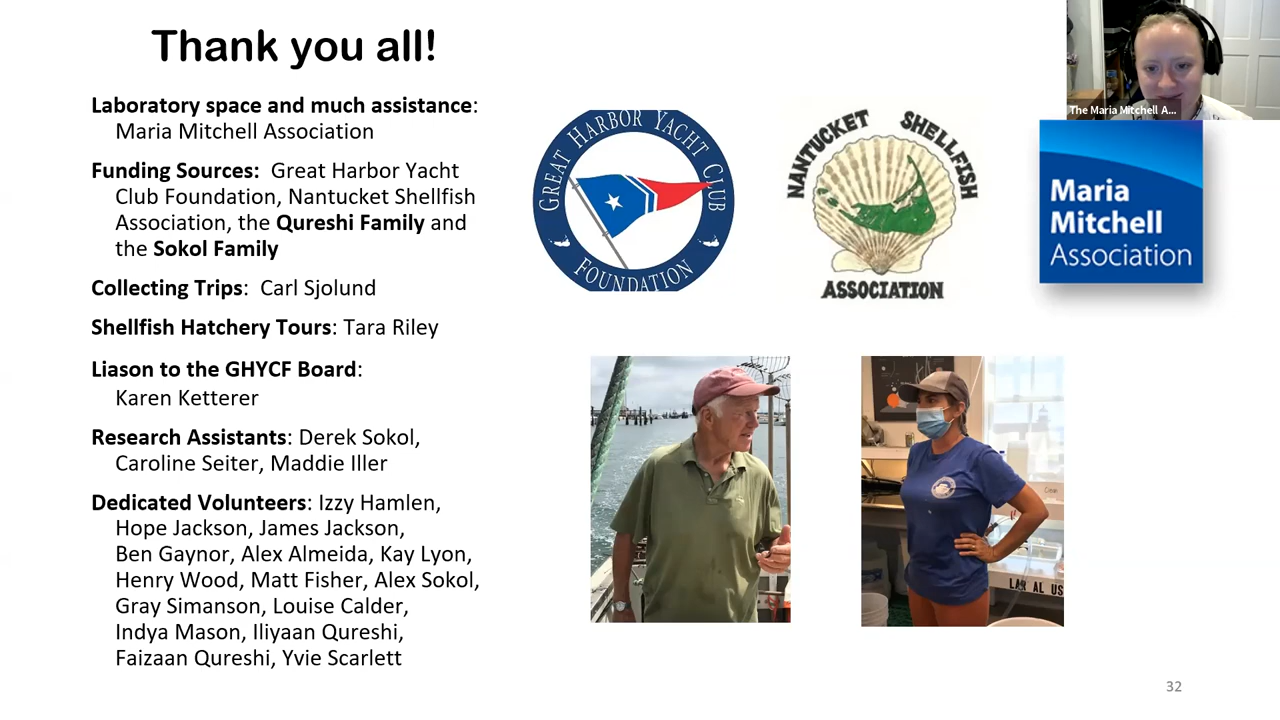 Thank you all!
Laboratory space and much assistance:
Maria Mitchell Association
Funding Sources: Great Harbor Yacht
Club Foundation, Nantucket Shellfish
Association, the Qureshi Family and
the Sokol Family
Collecting Trips: Carl Sjolund
Shellfish Hatchery Tours: Tara Riley
Liason to the GHYCF Board:
Karen Ketterer
Research Assistants: Derek Sokol,
Caroline Seiter, Maddie Iller
Dedicated Volunteers: Izzy Hamlen,
Hope Jackson, James Jackson,
Ben Gaynor, Alex Almeida, Kay Lyon,
Henry Wood, Matt Fisher, Alex Sokol,
Gray Simanson, Louise Calder,
Indya Mason, Iliyaan Qureshi,
Faizaan Qureshi, Yvie Scarlett
GREAT HARBOR YACHT CLUB
FOUNDATION
NANTUCKET SHELLFISH
ASSOCIATION
The Maria Mitchell A...
Maria
Mitchell
Association
32